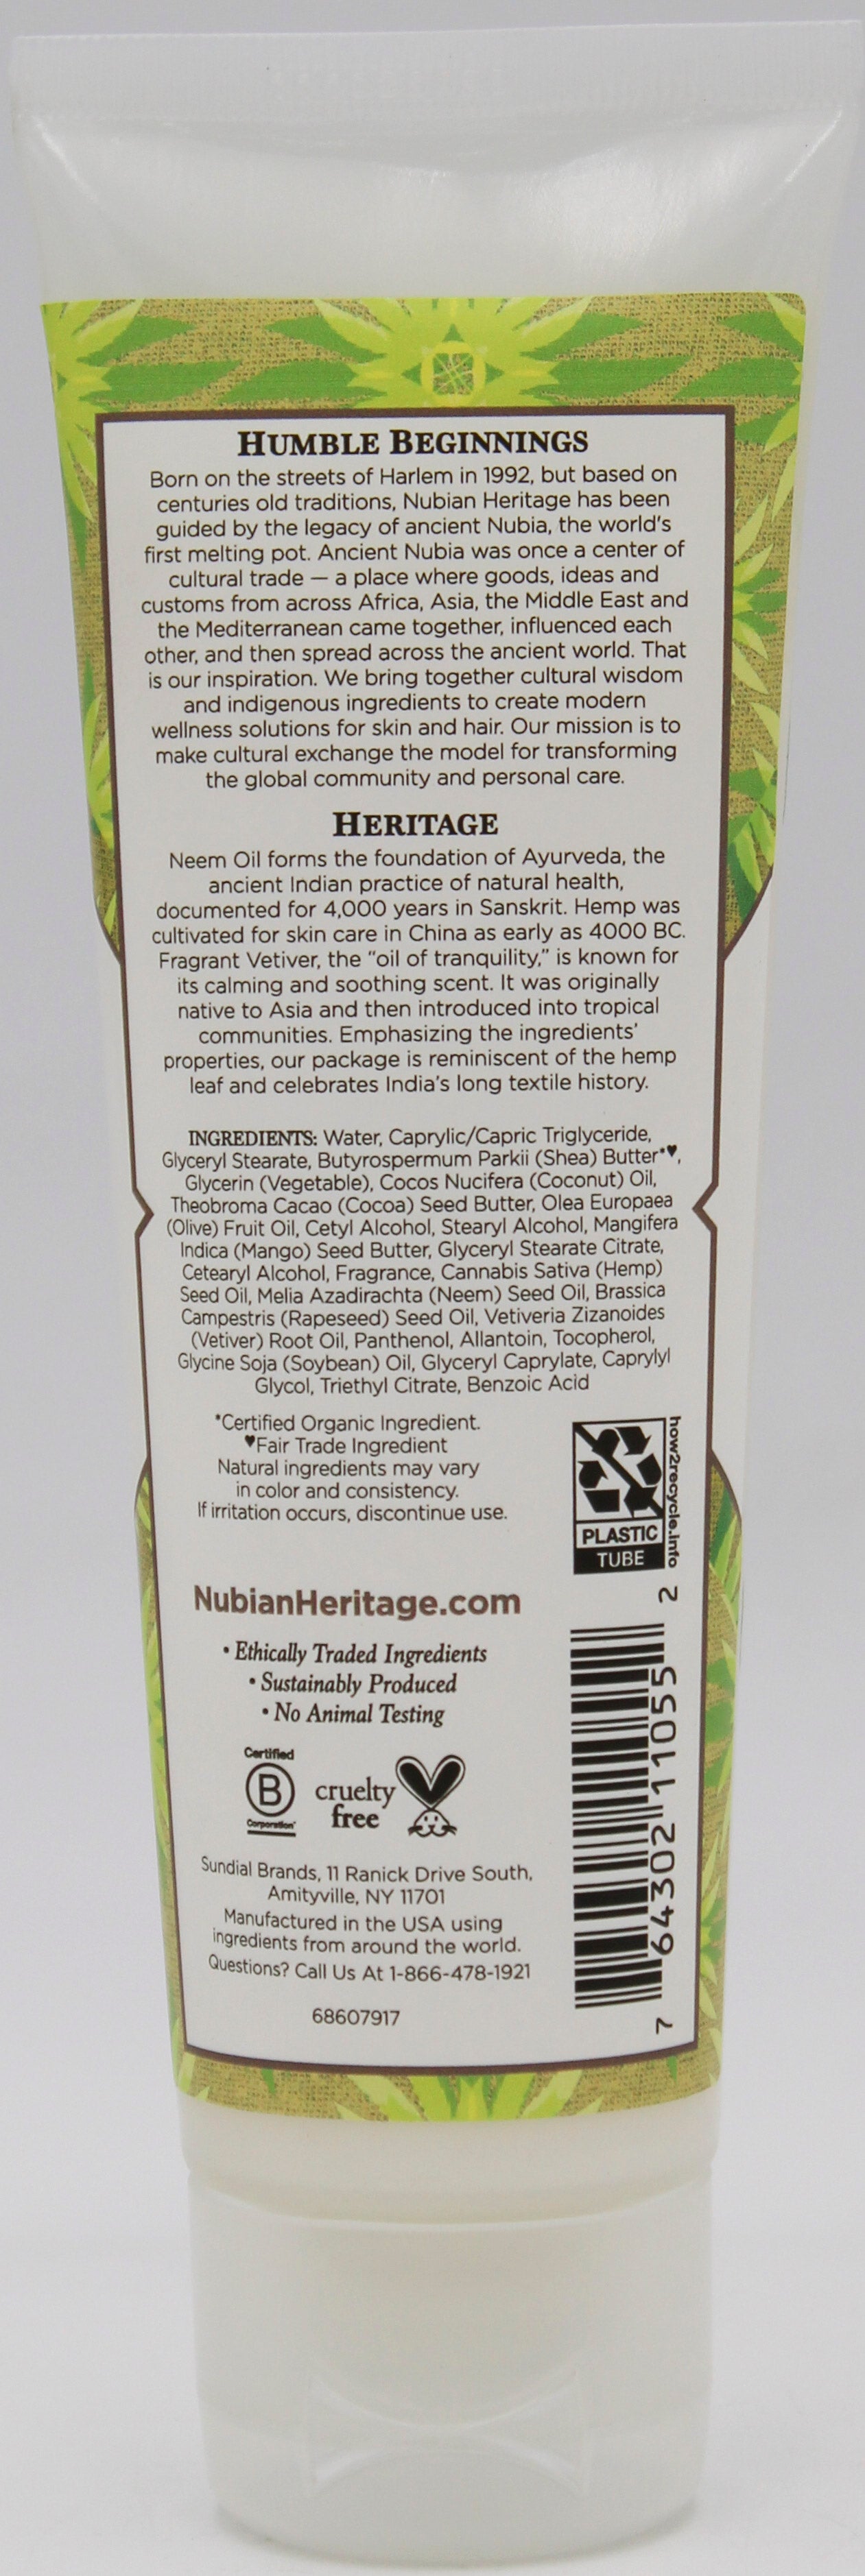 HUMBLE BEGINNINGS
Born on the streets of Harlem in 1992, but based on
centuries old traditions, Nubian Heritage has been
guided by the legacy of ancient Nubia, the world's
first melting pot. Ancient Nubia was once a center of
cultural trade — a place where goods, ideas and
customs from across Africa, Asia, the Middle East and
the Mediterranean came together, influenced each
other, and then spread across the ancient world. That
is our inspiration. We bring together cultural wisdom
and indigenous ingredients to create modern
wellness solutions for skin and hair. Our mission is to
make cultural exchange the model for transforming
the global community and personal care.
HERITAGE
Neem Oil forms the foundation of Ayurveda, the
ancient Indian practice of natural health,
documented for 4,000 years in Sanskrit. Hemp was
cultivated for skin care in China as early as 4000 BC.
Fragrant Vetiver, the “oil of tranquility,” is known for
its calming and soothing scent. It was originally
native to Asia and then introduced into tropical
communities. Emphasizing the ingredients’
properties, our package is reminiscent of the hemp
leaf and celebrates India’s long textile history.
INGREDIENTS: Water, Caprylic/Capric Triglyceride,
Glyceryl Stearate, Butyrospermum Parkii (Shea) Butter*♥,
Glycerin (Vegetable), Cocos Nucifera (Coconut) Oil,
Theobroma Cacao (Cocoa) Seed Butter, Olea Europaea
(Olive) Fruit Oil, Cetyl Alcohol, Stearyl Alcohol, Mangifera
Indica (Mango) Seed Butter, Glyceryl Stearate Citrate,
Cetearyl Alcohol, Fragrance, Cannabis Sativa (Hemp)
Seed Oil, Melia Azadirachta (Neem) Seed Oil, Brassica
Campestris (Rapeseed) Seed Oil, Vetiveria Zizanoides
(Vetiver) Root Oil, Panthenol, Allantoin, Tocopherol,
Glycine Soja (Soybean) Oil, Glyceryl Caprylate, Caprylyl
Glycol, Triethyl Citrate, Benzoic Acid
*Certified Organic Ingredient.
♥Fair Trade Ingredient
Natural ingredients may vary
in color and consistency.
If irritation occurs, discontinue use.
PLASTIC
TUBE
how2recycle.info
NubianHeritage.com
• Ethically Traded Ingredients
• Sustainably Produced
• No Animal Testing
Certified
B
Corporation
cruelty
free
Sundial Brands, 11 Ranick Drive South,
Amityville, NY 11701
Manufactured in the USA using
ingredients from around the world.
Questions? Call Us At 1-866-478-1921
68607917
7 64302 11055 2